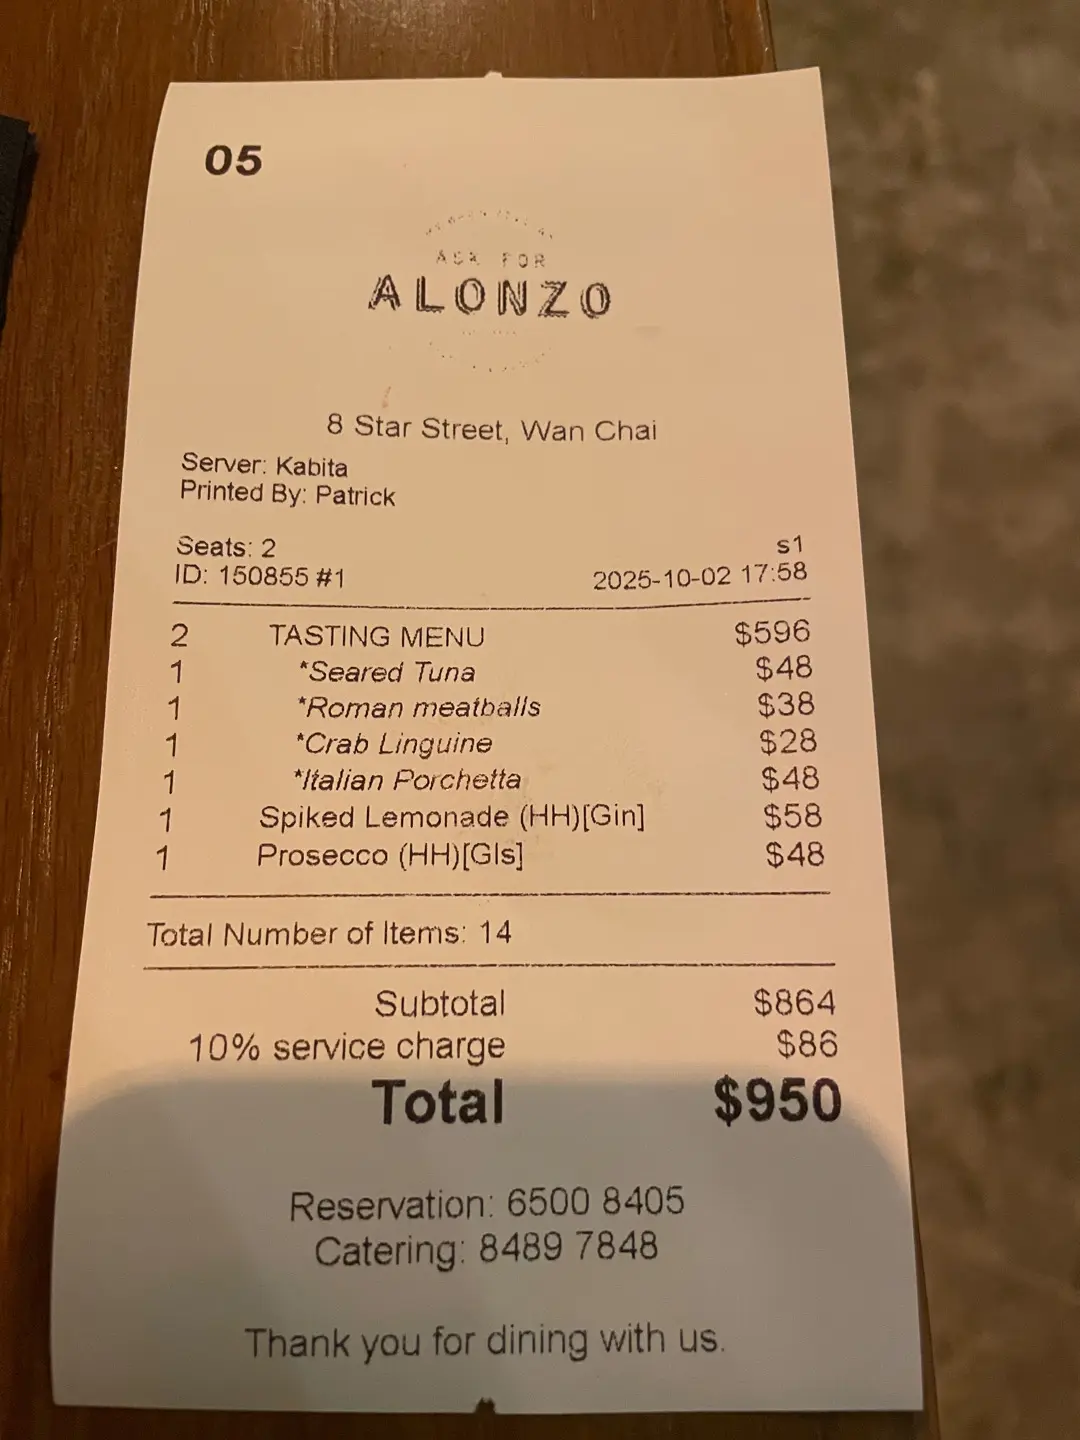 05
ASK FOR
ALONZO
8 Star Street, Wan Chai
Server: Kabita
Printed By: Patrick
Seats: 2 s1
ID: 150855 #1 2025-10-02 17:58
2 TASTING MENU $596
1 *Seared Tuna $48
1 *Roman meatballs $38
1 *Crab Linguine $28
1 *Italian Porchetta $48
1 Spiked Lemonade (HH)[Gin] $58
1 Prosecco (HH)[Gls] $48
Total Number of Items: 14
Subtotal $864
10% service charge $86
Total $950
Reservation: 6500 8405
Catering: 8489 7848
Thank you for dining with us.